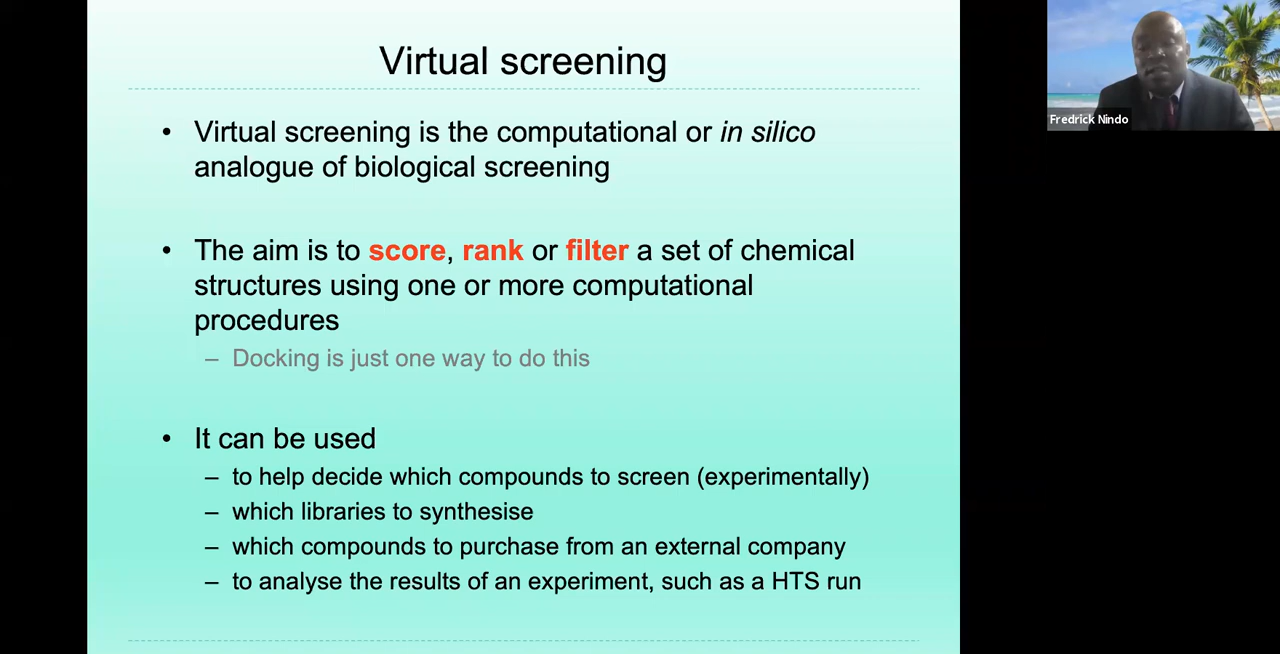 Virtual screening
• Virtual screening is the computational or in silico
analogue of biological screening
• The aim is to score, rank or filter a set of chemical
structures using one or more computational
procedures
– Docking is just one way to do this
• It can be used
– to help decide which compounds to screen (experimentally)
– which libraries to synthesise
– which compounds to purchase from an external company
– to analyse the results of an experiment, such as a HTS run
Fredrick Nindo